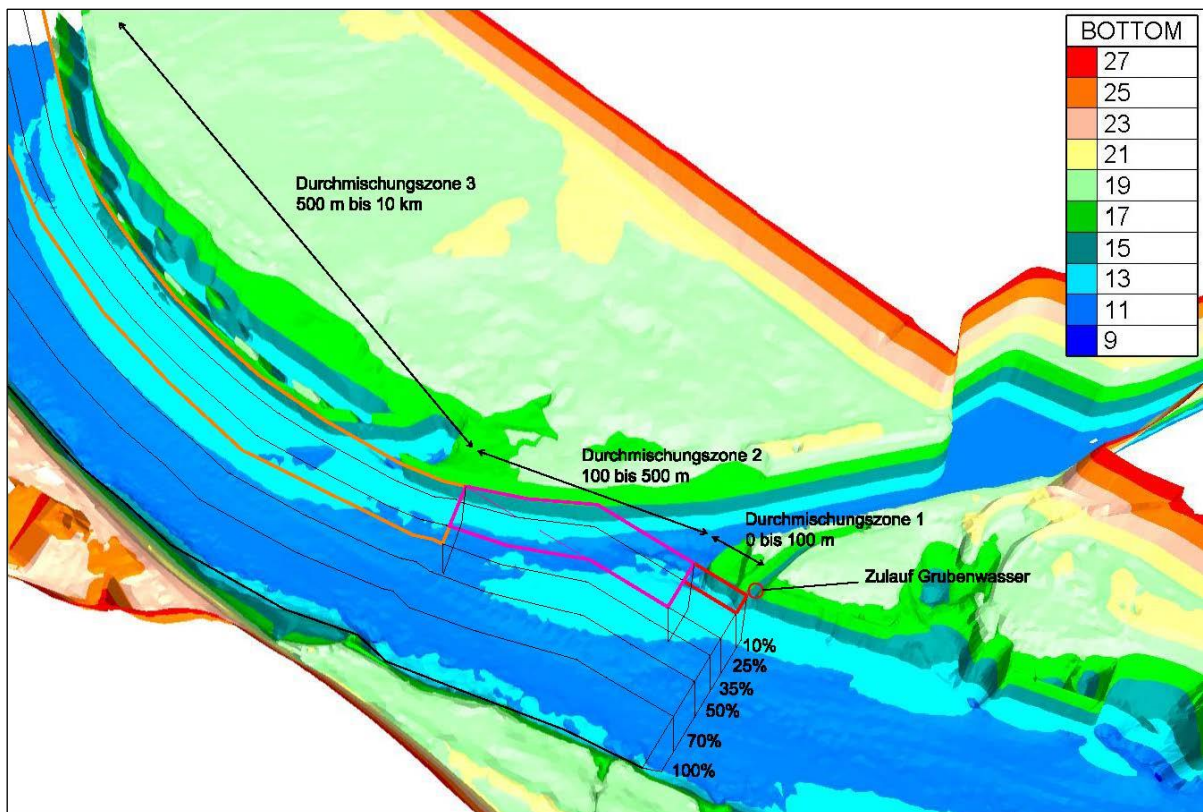 BOTTOM
27
25
23
21
19
17
15
13
11
9
Durchmischungszone 3
500 m bis 10 km
Durchmischungszone 2
100 bis 500 m
Durchmischungszone 1
0 bis 100 m
Zulauf Grubenwasser
10%
25%
35%
50%
70%
100%